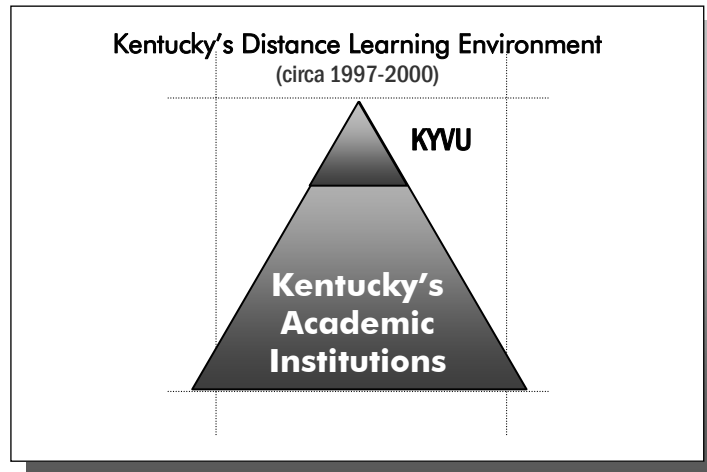 Kentucky's Distance Learning Environment
(circa 1997-2000)
KYVU
Kentucky's
Academic
Institutions